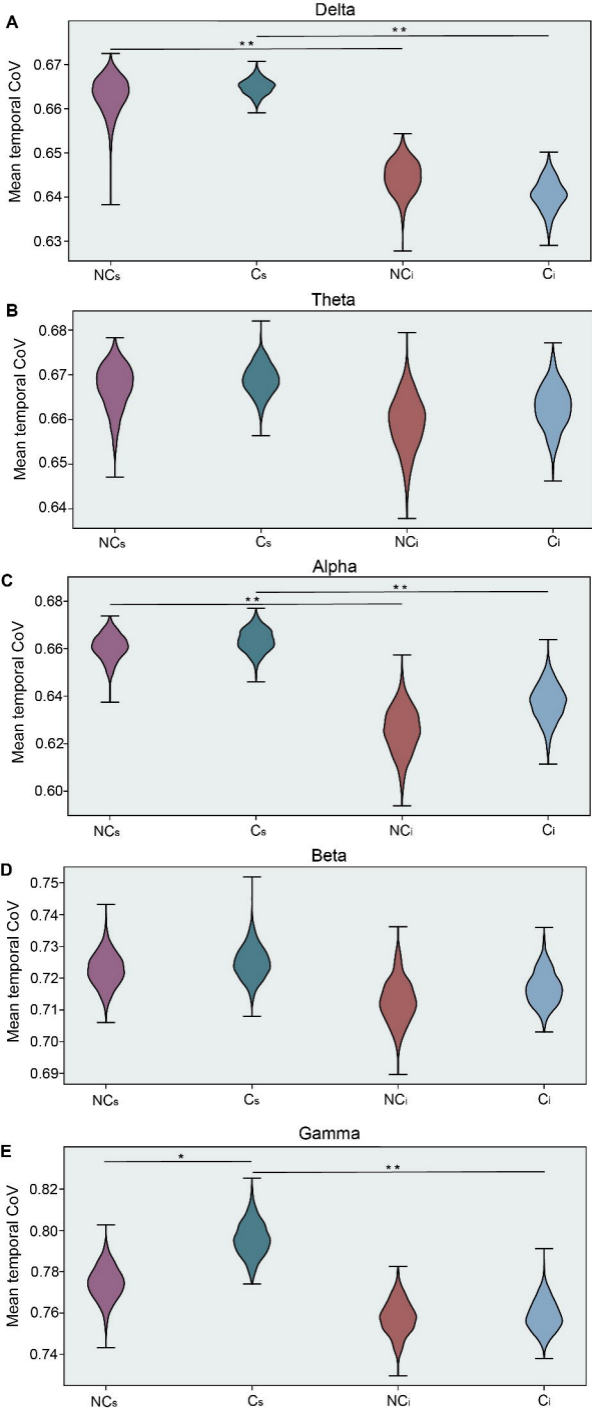 A
Delta
**
**
Mean temporal CoV
0.67
0.66
0.65
0.64
0.63
NCs Cs NCi Ci
B
Theta
Mean temporal CoV
0.68
0.67
0.66
0.65
0.64
NCs Cs NCi Ci
C
Alpha
**
**
Mean temporal CoV
0.68
0.66
0.64
0.62
0.60
NCs Cs NCi Ci
D
Beta
Mean temporal CoV
0.75
0.74
0.73
0.72
0.71
0.70
0.69
NCs Cs NCi Ci
E
Gamma
*
**
Mean temporal CoV
0.82
0.80
0.78
0.76
0.74
NCs Cs NCi Ci